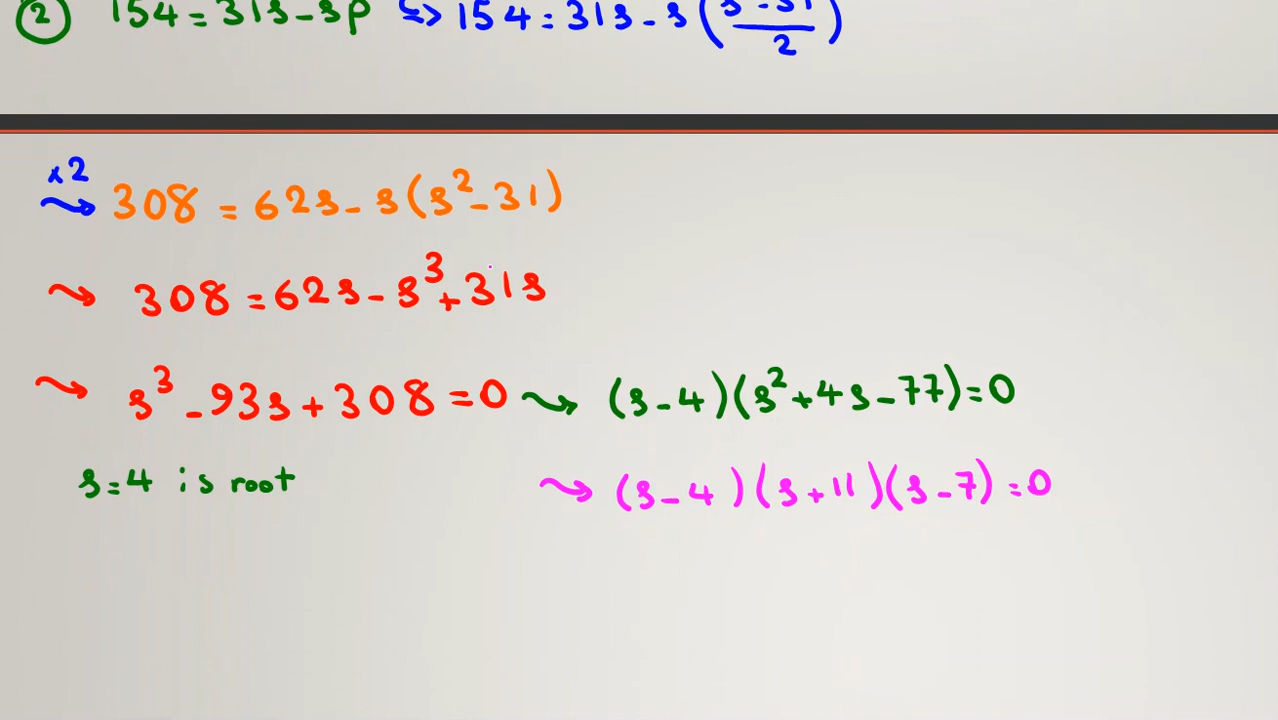 ② 154=31s-sp ↪ 154=31s-s(s²-31/2)
×2
⇝ 308 = 62s - s(s²-31)
⇝ 308 = 62s - s³ + 31s
⇝ s³ - 93s + 308 = 0 ⇝ (s-4)(s²+4s-77)=0
s=4 is root ⇝ (s-4)(s+11)(s-7)=0